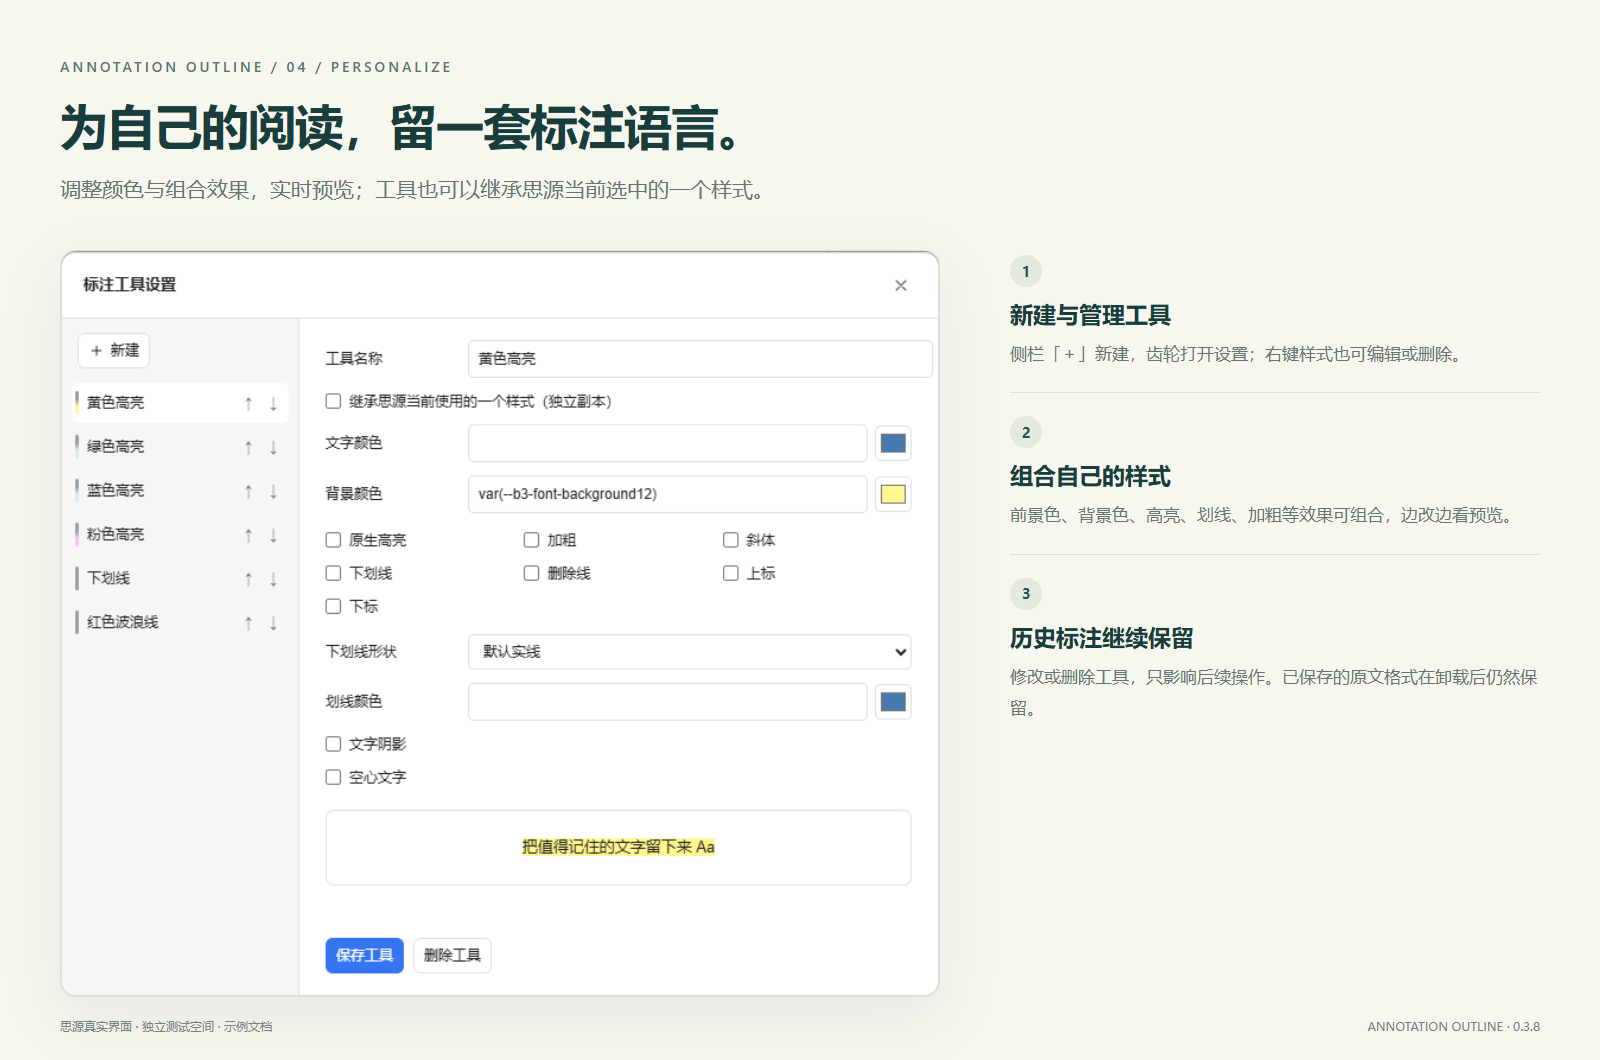 ANNOTATION OUTLINE / 04 / PERSONALIZE
为自己的阅读，留一套标注语言。
调整颜色与组合效果，实时预览；工具也可以继承思源当前选中的一个样式。
标注工具设置
+ 新建
黄色高亮 ↑ ↓
绿色高亮 ↑ ↓
蓝色高亮 ↑ ↓
粉色高亮 ↑ ↓
下划线 ↑ ↓
红色波浪线 ↑ ↓
工具名称 黄色高亮
继承思源当前使用的一个样式（独立副本）
文字颜色
背景颜色 var(--b3-font-background12)
原生高亮 加粗 斜体
下划线 删除线 上标
下标
下划线形状 默认实线
划线颜色
文字阴影
空心文字
把值得记住的文字留下来 Aa
保存工具 删除工具
1
新建与管理工具
侧栏「+」新建，齿轮打开设置；右键样式也可编辑或删除。
2
组合自己的样式
前景色、背景色、高亮、划线、加粗等效果可组合，边改边看预览。
3
历史标注继续保留
修改或删除工具，只影响后续操作。已保存的原文格式在卸载后仍然保
留。
思源真实界面 · 独立测试空间 · 示例文档
ANNOTATION OUTLINE · 0.3.8